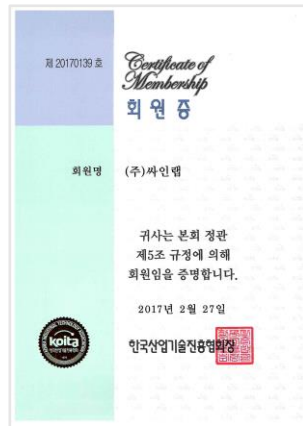 제 20170139 호
Certificate of
Membership
회원증
회원명
(주)싸인랩
귀사는 본회 정관
제5조 규정에 의해
회원임을 증명합니다.
2017년 2월 27일
koita
한국산업기술진흥협회장